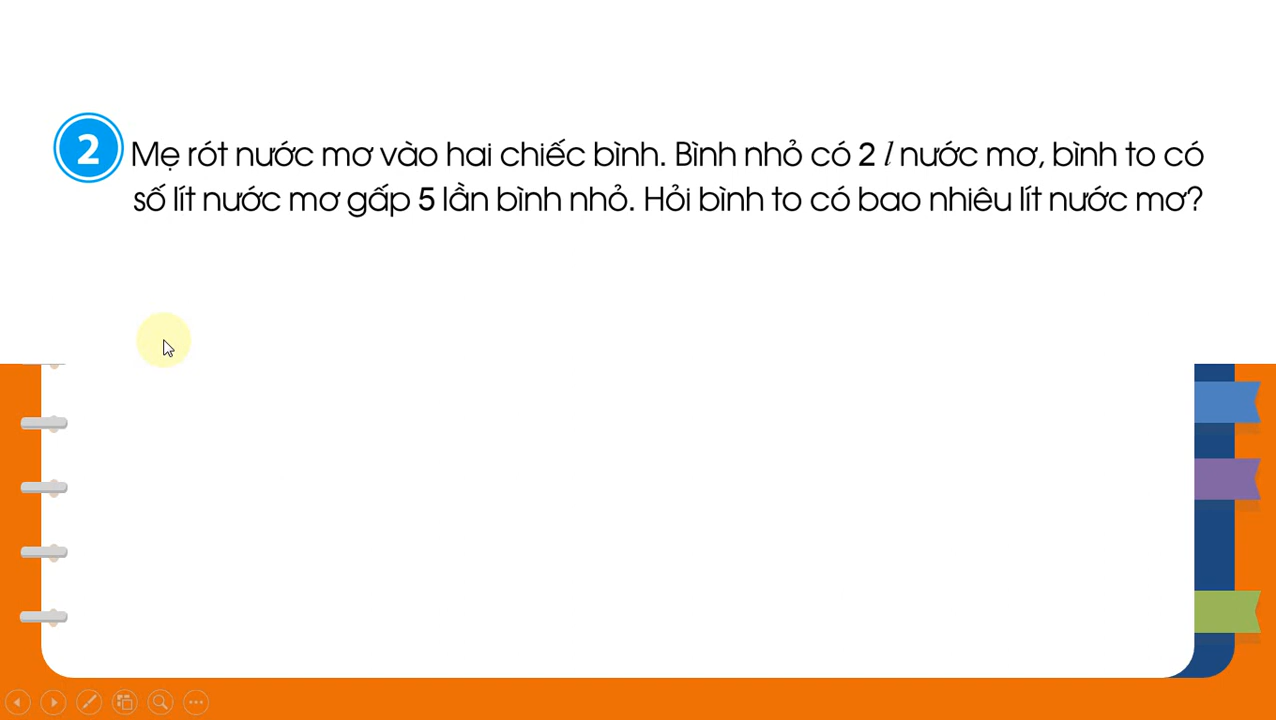 2 Mẹ rót nước mơ vào hai chiếc bình. Bình nhỏ có 2 l nước mơ, bình to có
số lít nước mơ gấp 5 lần bình nhỏ. Hỏi bình to có bao nhiêu lít nước mơ?